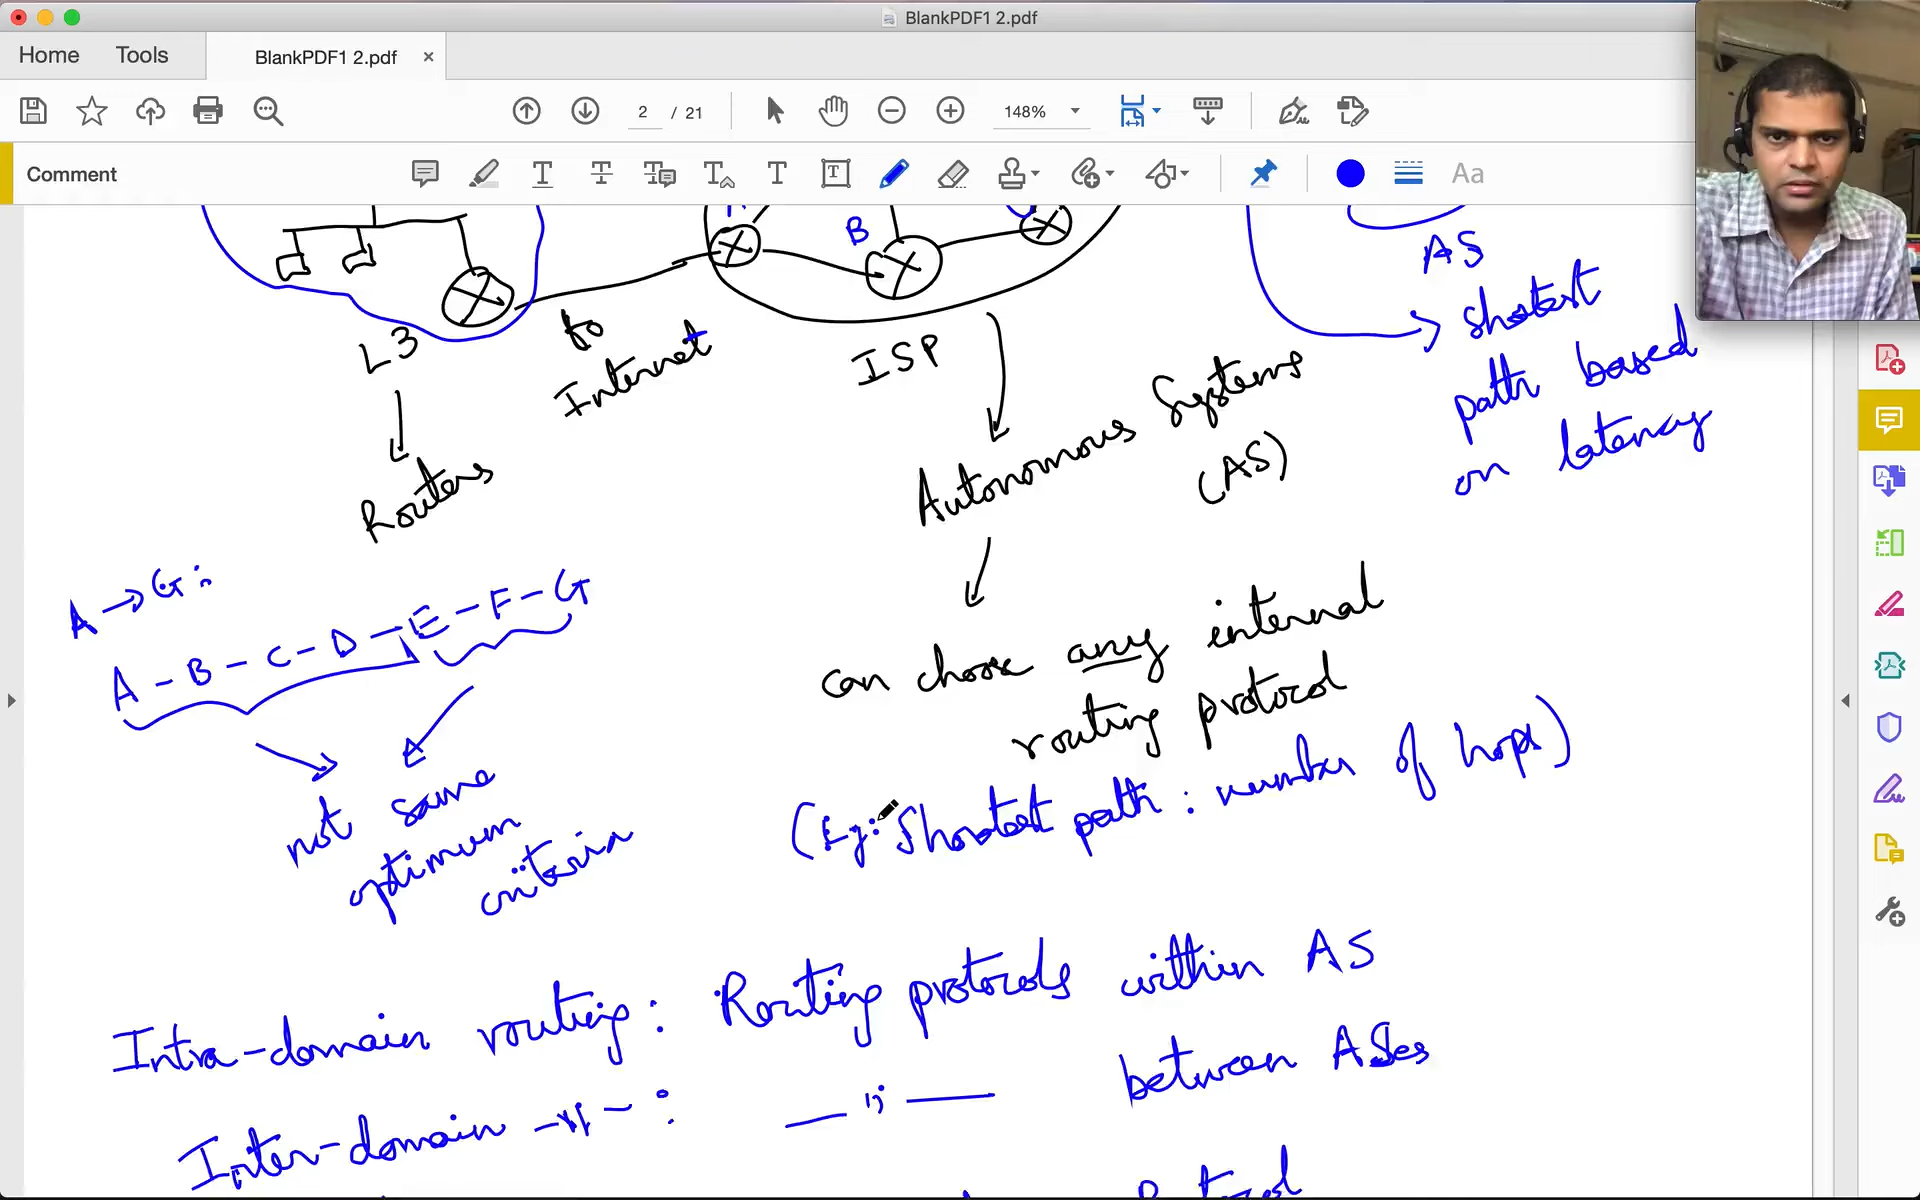 BlankPDF1 2.pdf
Home
Tools
BlankPDF1 2.pdf ×
2 / 21
148%
Comment
T T T T T T Aa
B
AS
L3
to
Internet
ISP
Autonomous Systems
(AS)
shortest
path based
on latency
Routers
A → G :
A - B - C - D - E - F - G
not same
optimum
criteria
can choose any internal
routing protocol
(Eg: Shortest path : number of hops)
Intra-domain routing : Routing protocols within AS
Inter-domain -"- : — " — between ASes